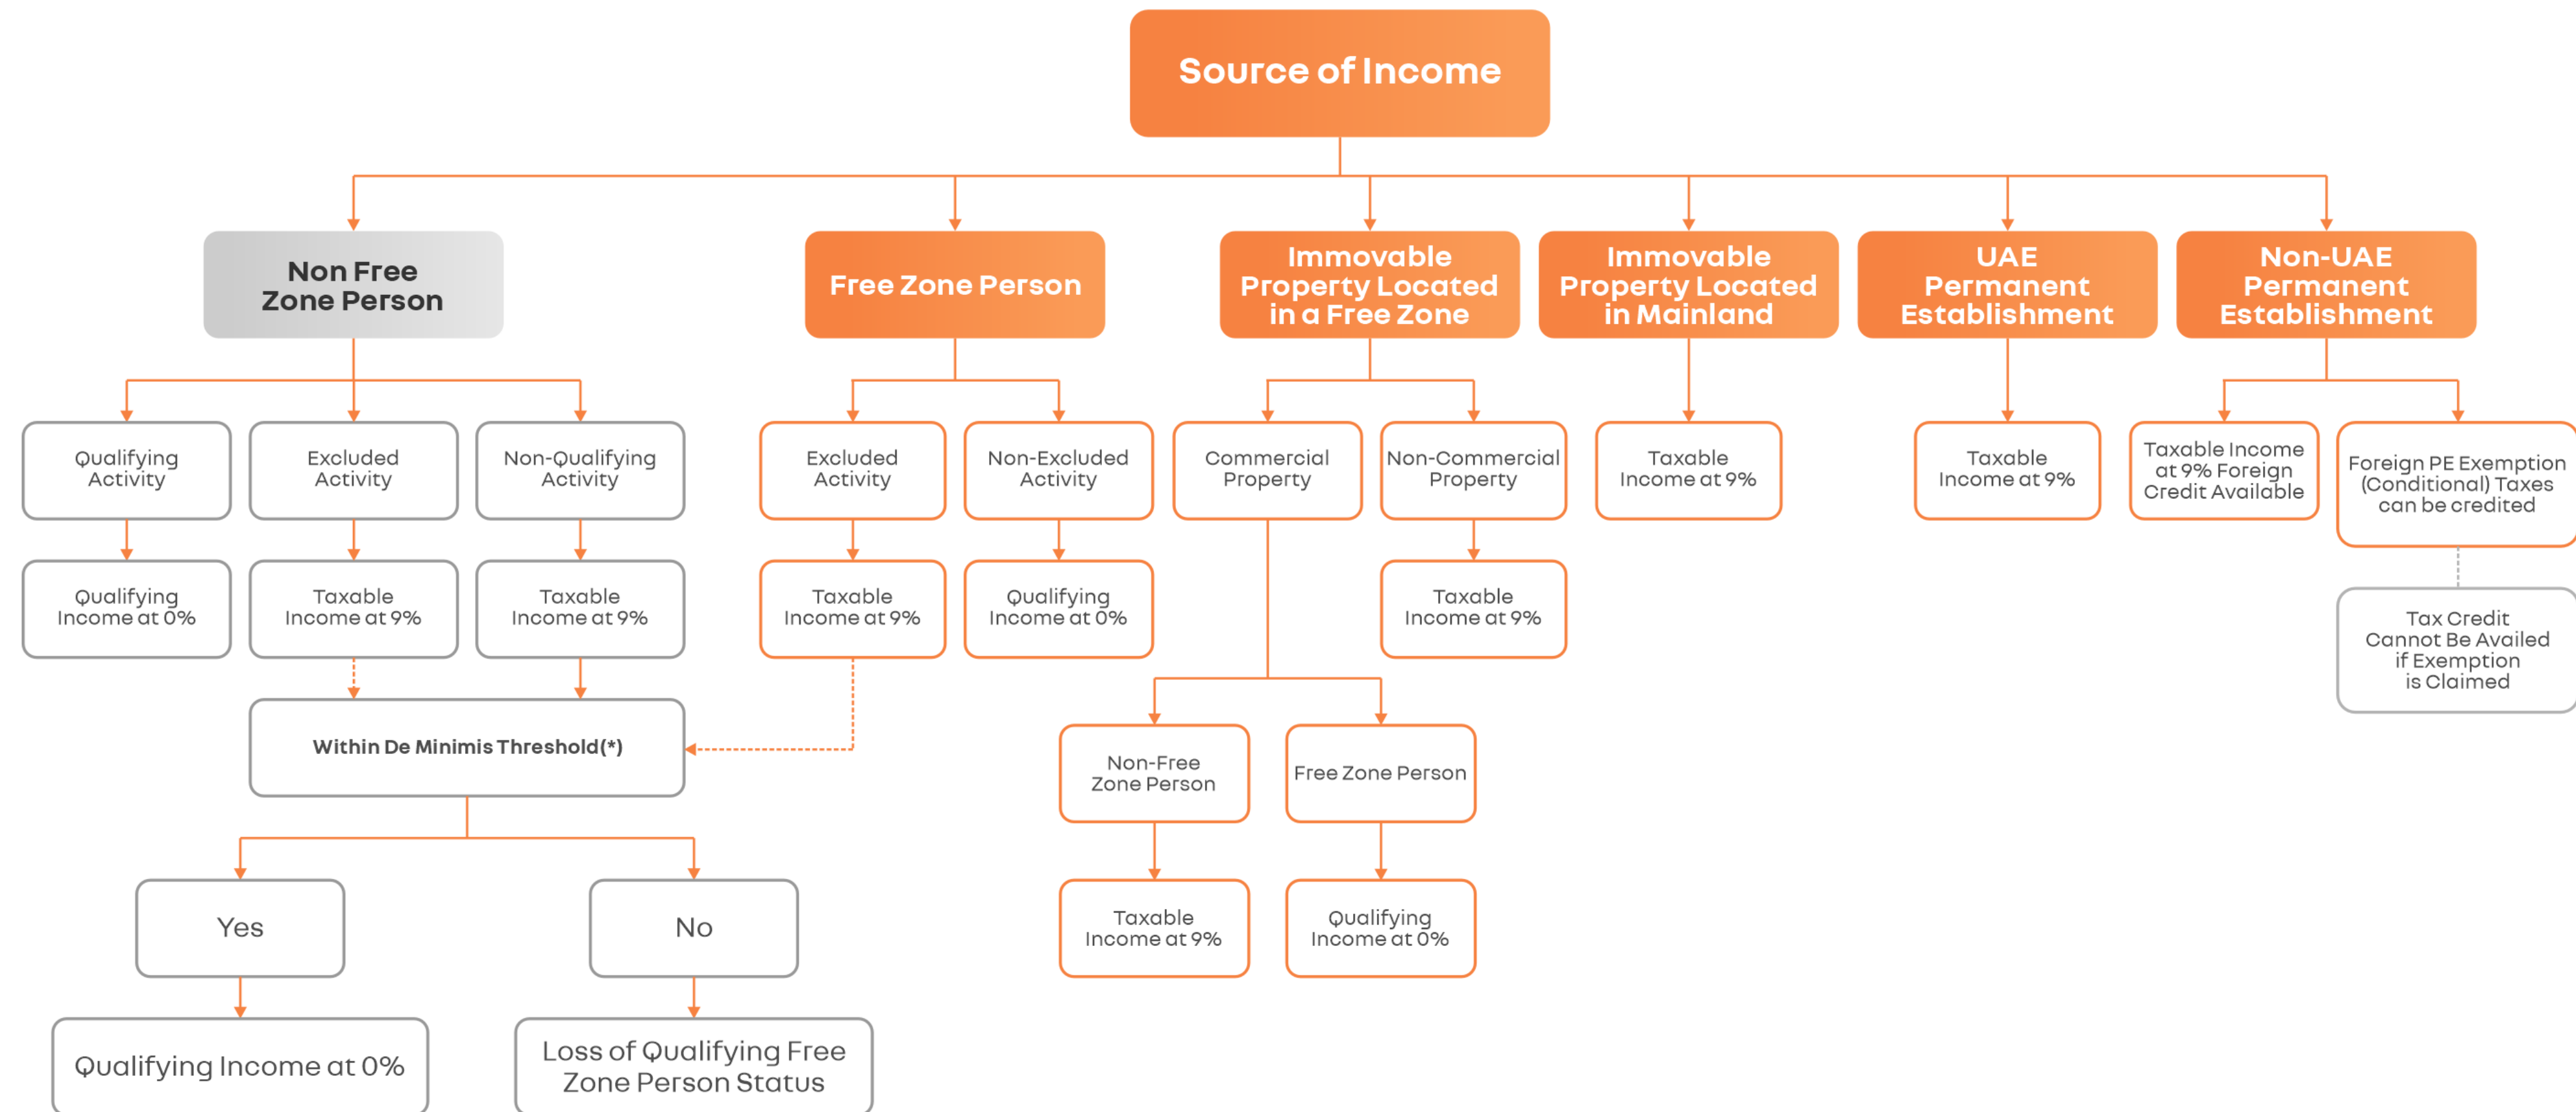 Source of Income
Non Free
Zone Person
Free Zone Person
Immovable
Property Located
in a Free Zone
Immovable
Property Located
in Mainland
UAE
Permanent
Establishment
Non-UAE
Permanent
Establishment
Qualifying
Activity
Excluded
Activity
Non-Qualifying
Activity
Excluded
Activity
Non-Excluded
Activity
Commercial
Property
Non-Commercial
Property
Taxable
Income at 9%
Taxable
Income at 9%
Taxable Income
at 9% Foreign
Credit Available
Foreign PE Exemption
(Conditional) Taxes
can be credited
Qualifying
Income at 0%
Taxable
Income at 9%
Taxable
Income at 9%
Taxable
Income at 9%
Qualifying
Income at 0%
Taxable
Income at 9%
Tax Credit
Cannot Be Availed
if Exemption
is Claimed
Within De Minimis Threshold(*)
Non-Free
Zone Person
Free Zone Person
Yes
No
Taxable
Income at 9%
Qualifying
Income at 0%
Qualifying Income at 0%
Loss of Qualifying Free
Zone Person Status